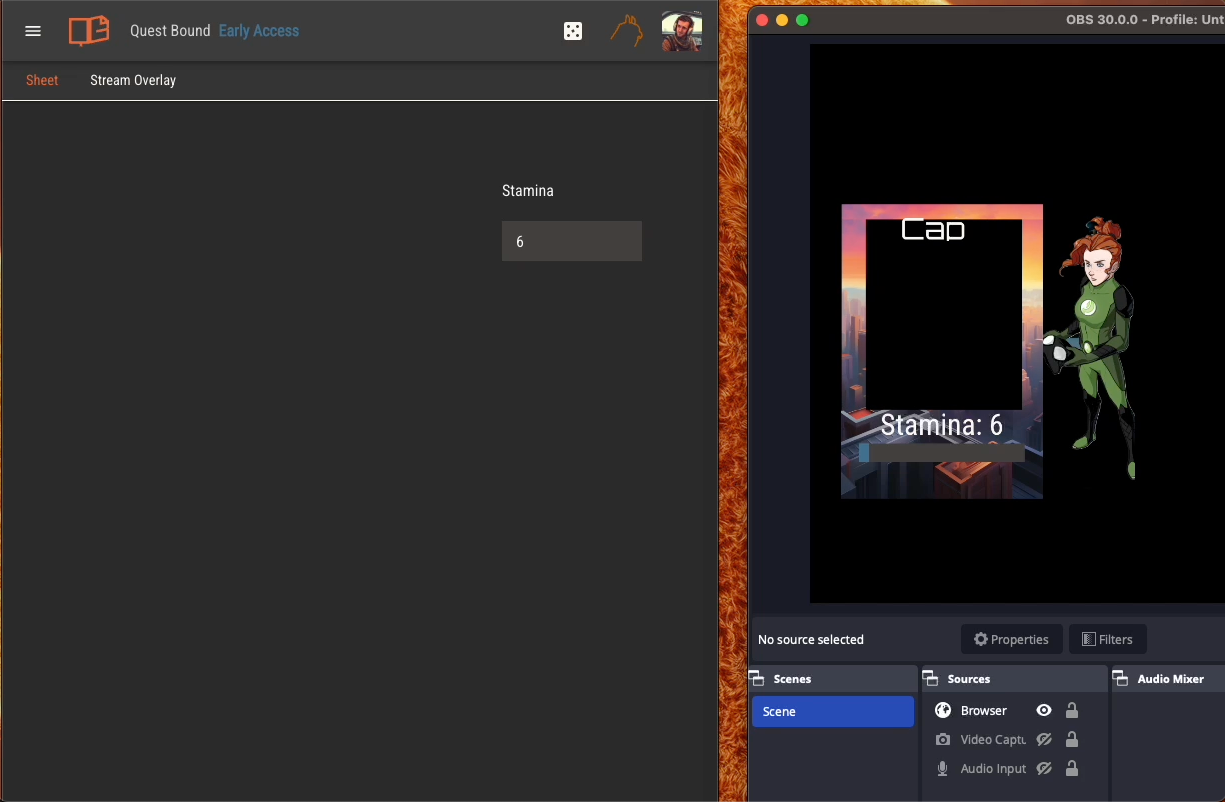 Quest Bound Early Access
Sheet Stream Overlay
Stamina
6
OBS 30.0.0 - Profile: Unt
Cap
Stamina: 6
No source selected
Properties
Filters
Scenes
Scene
Sources
Browser
Video Captu
Audio Input
Audio Mixer